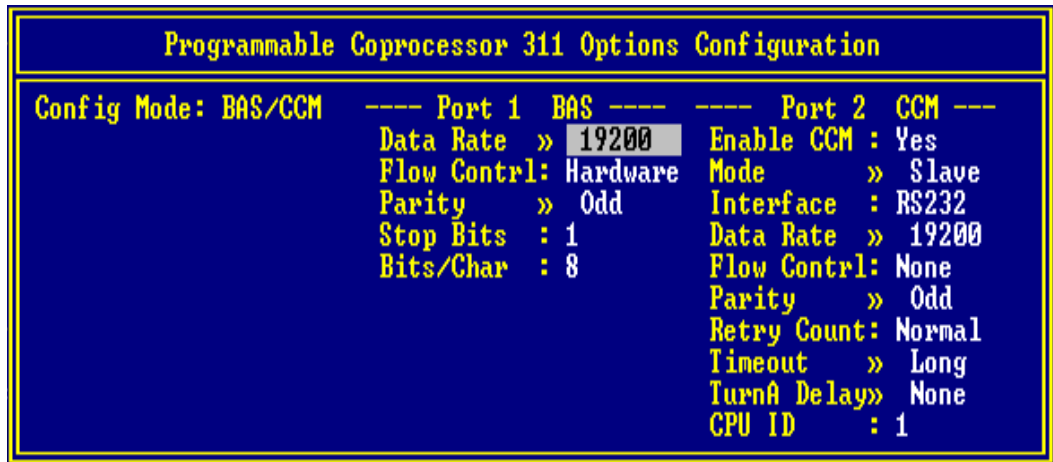 Programmable Coprocessor 311 Options Configuration
Config Mode: BAS/CCM ---- Port 1 BAS ---- ---- Port 2 CCM ---
Data Rate » 19200 Enable CCM : Yes
Flow Contrl: Hardware Mode » Slave
Parity » Odd Interface : RS232
Stop Bits : 1 Data Rate » 19200
Bits/Char : 8 Flow Contrl: None
Parity » Odd
Retry Count: Normal
Timeout » Long
TurnA Delay» None
CPU ID : 1